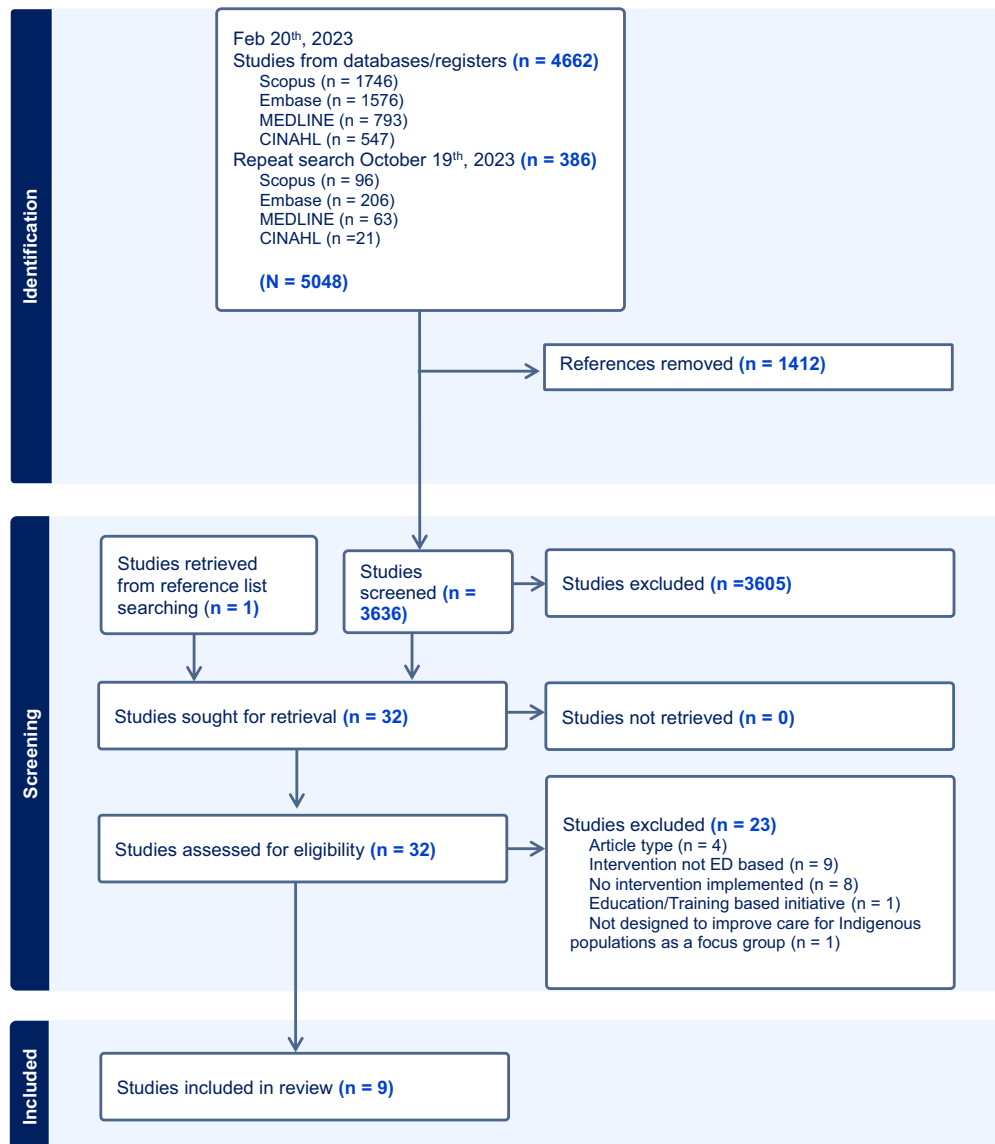 Identification
Feb 20th, 2023
Studies from databases/registers (n = 4662)
Scopus (n = 1746)
Embase (n = 1576)
MEDLINE (n = 793)
CINAHL (n = 547)
Repeat search October 19th, 2023 (n = 386)
Scopus (n = 96)
Embase (n = 206)
MEDLINE (n = 63)
CINAHL (n =21)
(N = 5048)
References removed (n = 1412)
Screening
Studies retrieved
from reference list
searching (n = 1)
Studies
screened (n =
3636)
Studies excluded (n =3605)
Studies sought for retrieval (n = 32)
Studies not retrieved (n = 0)
Studies assessed for eligibility (n = 32)
Studies excluded (n = 23)
Article type (n = 4)
Intervention not ED based (n = 9)
No intervention implemented (n = 8)
Education/Training based initiative (n = 1)
Not designed to improve care for Indigenous
populations as a focus group (n = 1)
Included
Studies included in review (n = 9)